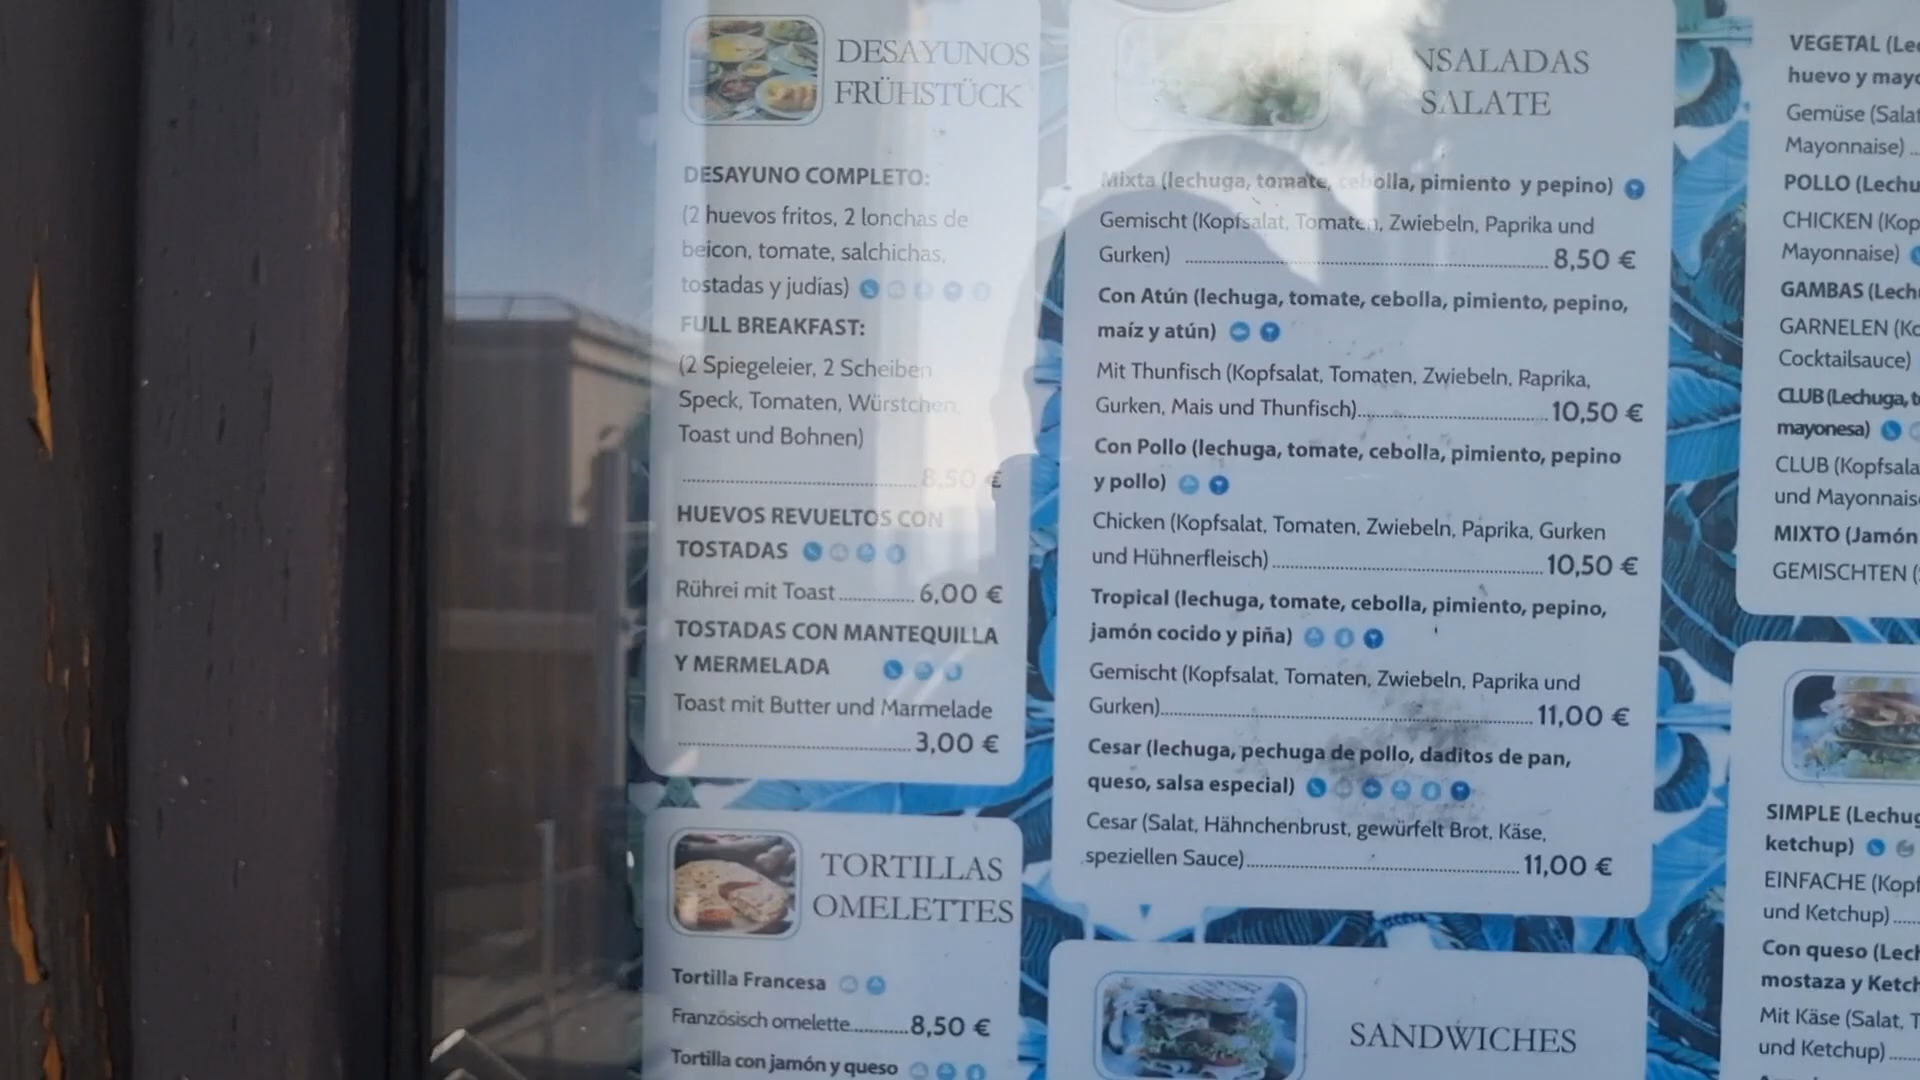 DESAYUNOS
FRÜHSTÜCK
DESAYUNO COMPLETO:
(2 huevos fritos, 2 lonchas de
beicon, tomate, salchichas,
tostadas y judías)
FULL BREAKFAST:
(2 Spiegeleier, 2 Scheiben
Speck, Tomaten, Würstchen,
Toast und Bohnen)
8,50 €
HUEVOS REVUELTOS CON
TOSTADAS
Rührei mit Toast 6,00 €
TOSTADAS CON MANTEQUILLA
Y MERMELADA
Toast mit Butter und Marmelade
3,00 €
TORTILLAS
OMELETTES
Tortilla Francesa
Französisch omelette 8,50 €
Tortilla con jamón y queso
NSALADAS
SALATE
Mixta (lechuga, tomate, cebolla, pimiento y pepino)
Gemischt (Kopfsalat, Tomaten, Zwiebeln, Paprika und
Gurken) 8,50 €
Con Atún (lechuga, tomate, cebolla, pimiento, pepino,
maíz y atún)
Mit Thunfisch (Kopfsalat, Tomaten, Zwiebeln, Paprika,
Gurken, Mais und Thunfisch) 10,50 €
Con Pollo (lechuga, tomate, cebolla, pimiento, pepino
y pollo)
Chicken (Kopfsalat, Tomaten, Zwiebeln, Paprika, Gurken
und Hühnerfleisch) 10,50 €
Tropical (lechuga, tomate, cebolla, pimiento, pepino,
jamón cocido y piña)
Gemischt (Kopfsalat, Tomaten, Zwiebeln, Paprika und
Gurken) 11,00 €
Cesar (lechuga, pechuga de pollo, daditos de pan,
queso, salsa especial)
Cesar (Salat, Hähnchenbrust, gewürfelt Brot, Käse,
speziellen Sauce) 11,00 €
SANDWICHES
VEGETAL (Le
huevo y mayo
Gemüse (Salat
Mayonnaise)
POLLO (Lechu
CHICKEN (Kop
Mayonnaise)
GAMBAS (Lech
GARNELEN (Ko
Cocktailsauce)
CLUB (Lechuga, t
mayonesa)
CLUB (Kopfsala
und Mayonnais
MIXTO (Jamón
GEMISCHTEN (
SIMPLE (Lechug
ketchup)
EINFACHE (Kopf
und Ketchup)
Con queso (Lech
mostaza y Ketch
Mit Käse (Salat, T
und Ketchup)